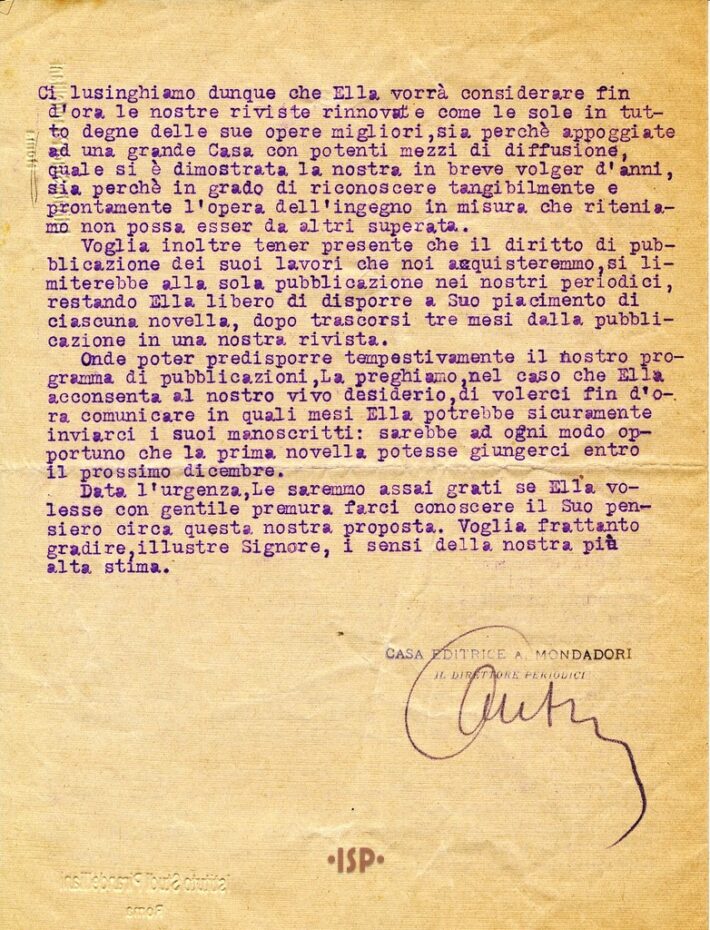 Ci lusinghiamo dunque che Ella vorrà considerare fin
d'ora le nostre riviste rinnovate come le sole in tut-
to degne delle sue opere migliori,sia perchè appoggiate
ad una grande Casa con potenti mezzi di diffusione,
quale si è dimostrata la nostra in breve volger d'anni,
sia perchè in grado di riconoscere tangibilmente e
prontamente l'opera dell'ingegno in misura che ritenia-
mo non possa esser da altri superata.
Voglia inoltre tener presente che il diritto di pub-
blicazione dei suoi lavori che noi acquisteremmo,si li-
miterebbe alla sola pubblicazione nei nostri periodici,
restando Ella libero di disporre a Suo piacimento di
ciascuna novella, dopo trascorsi tre mesi dalla pubbli-
cazione in una nostra rivista.
Onde poter predisporre tempestivamente il nostro pro-
gramma di pubblicazioni,La preghiamo,nel caso che Ella
acconsenta al nostro vivo desiderio,di volerci fin d'o-
ra comunicare in quali mesi Ella potrebbe sicuramente
inviarci i suoi manoscritti: sarebbe ad ogni modo op-
portuno che la prima novella potesse giungerci entro
il prossimo dicembre.
Data l'urgenza,Le saremmo assai grati se Ella vo-
lesse con gentile premura farci conoscere il Suo pen-
siero circa questa nostra proposta. Voglia frattanto
gradire,illustre Signore, i sensi della nostra più
alta stima.
CASA EDITRICE A. MONDADORI
IL DIRETTORE PERIODICI
•ISP•
Istituto Studi Pirandelliani
Roma